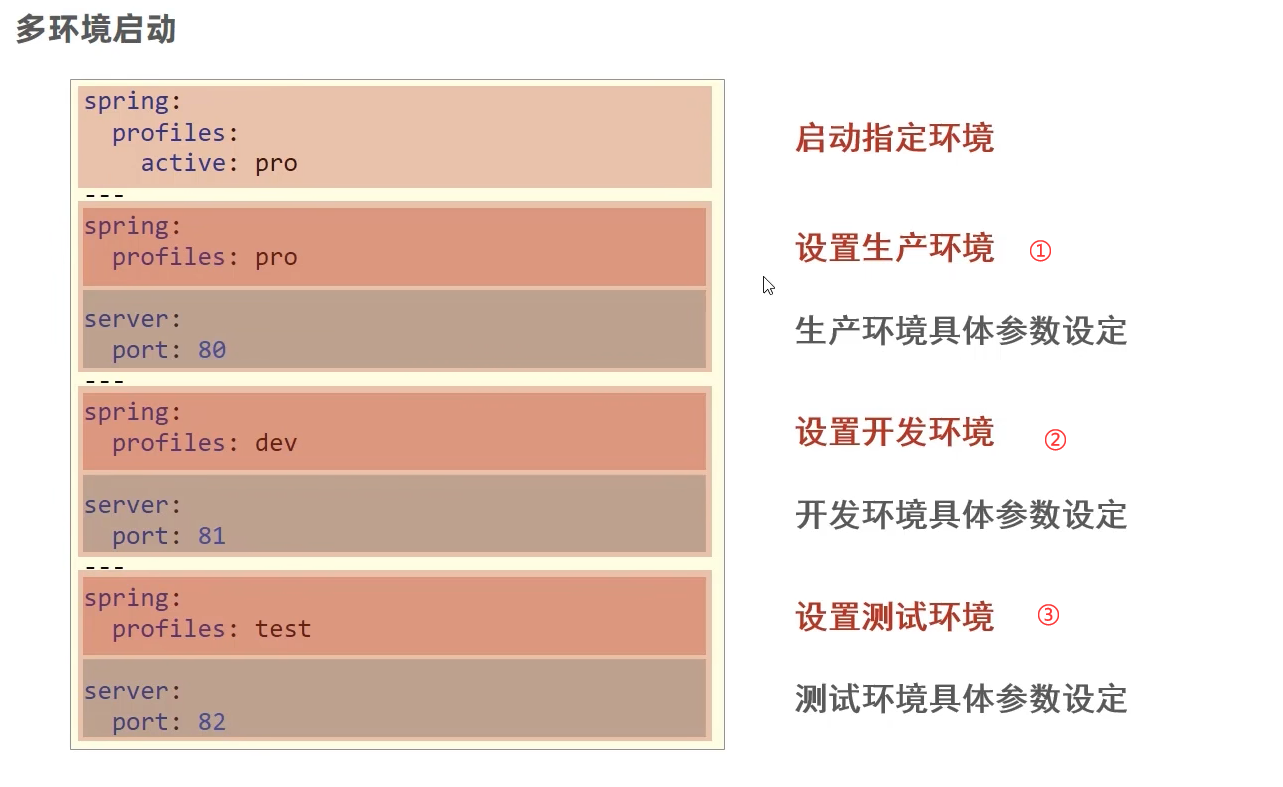 多环境启动
spring:
  profiles:
    active: pro
启动指定环境
---
spring:
  profiles: pro
设置生产环境 ①
server:
  port: 80
生产环境具体参数设定
---
spring:
  profiles: dev
设置开发环境 ②
server:
  port: 81
开发环境具体参数设定
---
spring:
  profiles: test
设置测试环境 ③
server:
  port: 82
测试环境具体参数设定